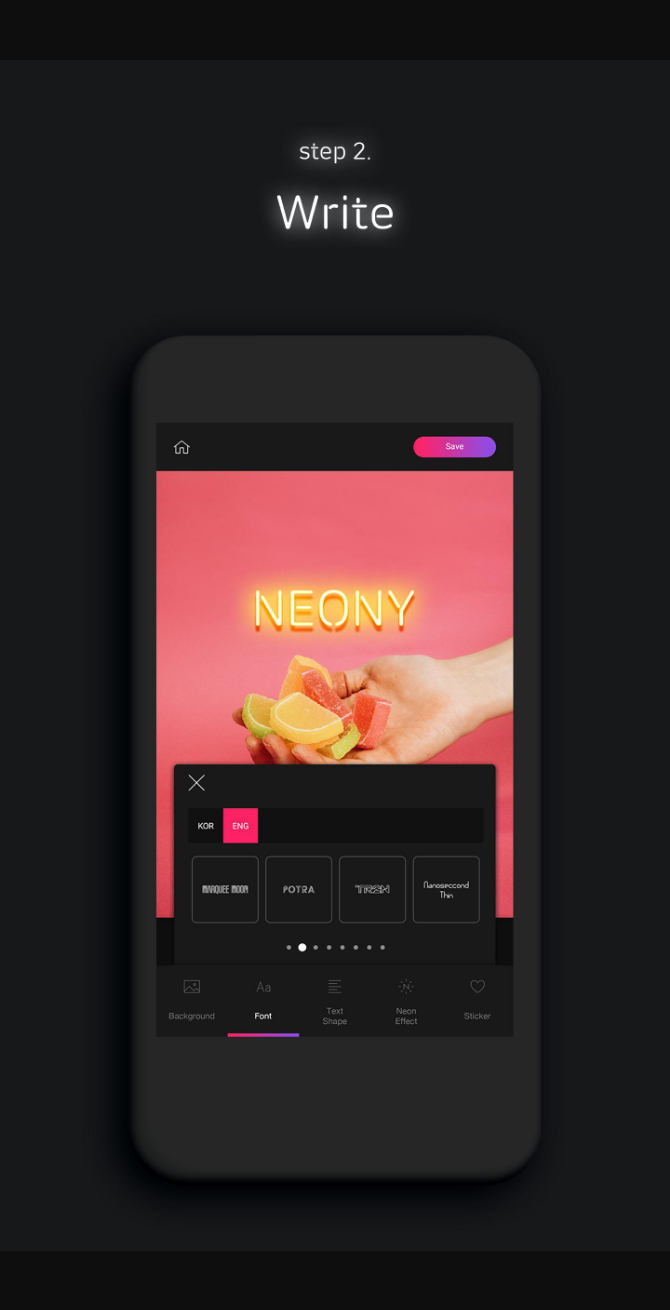 step 2.
Write
Save
NEONY
KOR ENG
MARQUEE MOON
POTRA
TRON
Nanoseccond
Thin
Background
Font
Text
Shape
Neon
Effect
Sticker
Aa